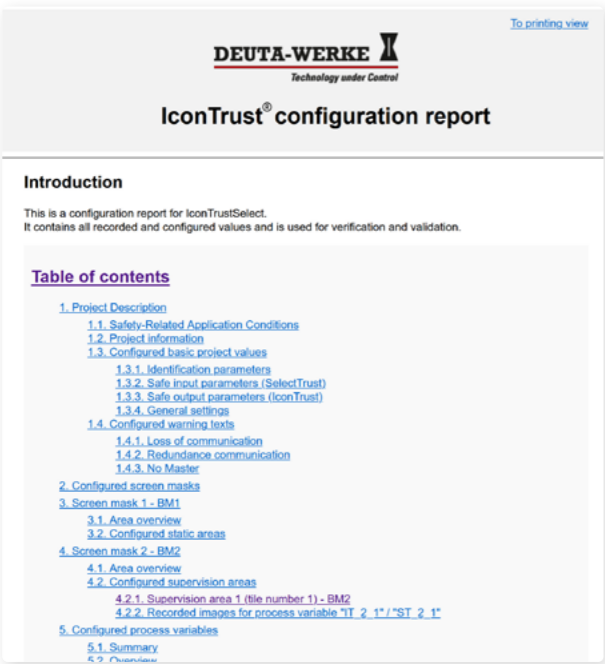 To printing view
DEUTA-WERKE
Technology under Control
IconTrust® configuration report
Introduction
This is a configuration report for IconTrustSelect.
It contains all recorded and configured values and is used for verification and validation.
Table of contents
1. Project Description
1.1. Safety-Related Application Conditions
1.2. Project information
1.3. Configured basic project values
1.3.1. Identification parameters
1.3.2. Safe input parameters (SelectTrust)
1.3.3. Safe output parameters (IconTrust)
1.3.4. General settings
1.4. Configured warning texts
1.4.1. Loss of communication
1.4.2. Redundance communication
1.4.3. No Master
2. Configured screen masks
3. Screen mask 1 - BM1
3.1. Area overview
3.2. Configured static areas
4. Screen mask 2 - BM2
4.1. Area overview
4.2. Configured supervision areas
4.2.1. Supervision area 1 (tile number 1) - BM2
4.2.2. Recorded images for process variable "IT_2_1" / "ST_2_1"
5. Configured process variables
5.1. Summary
5.2. Overview